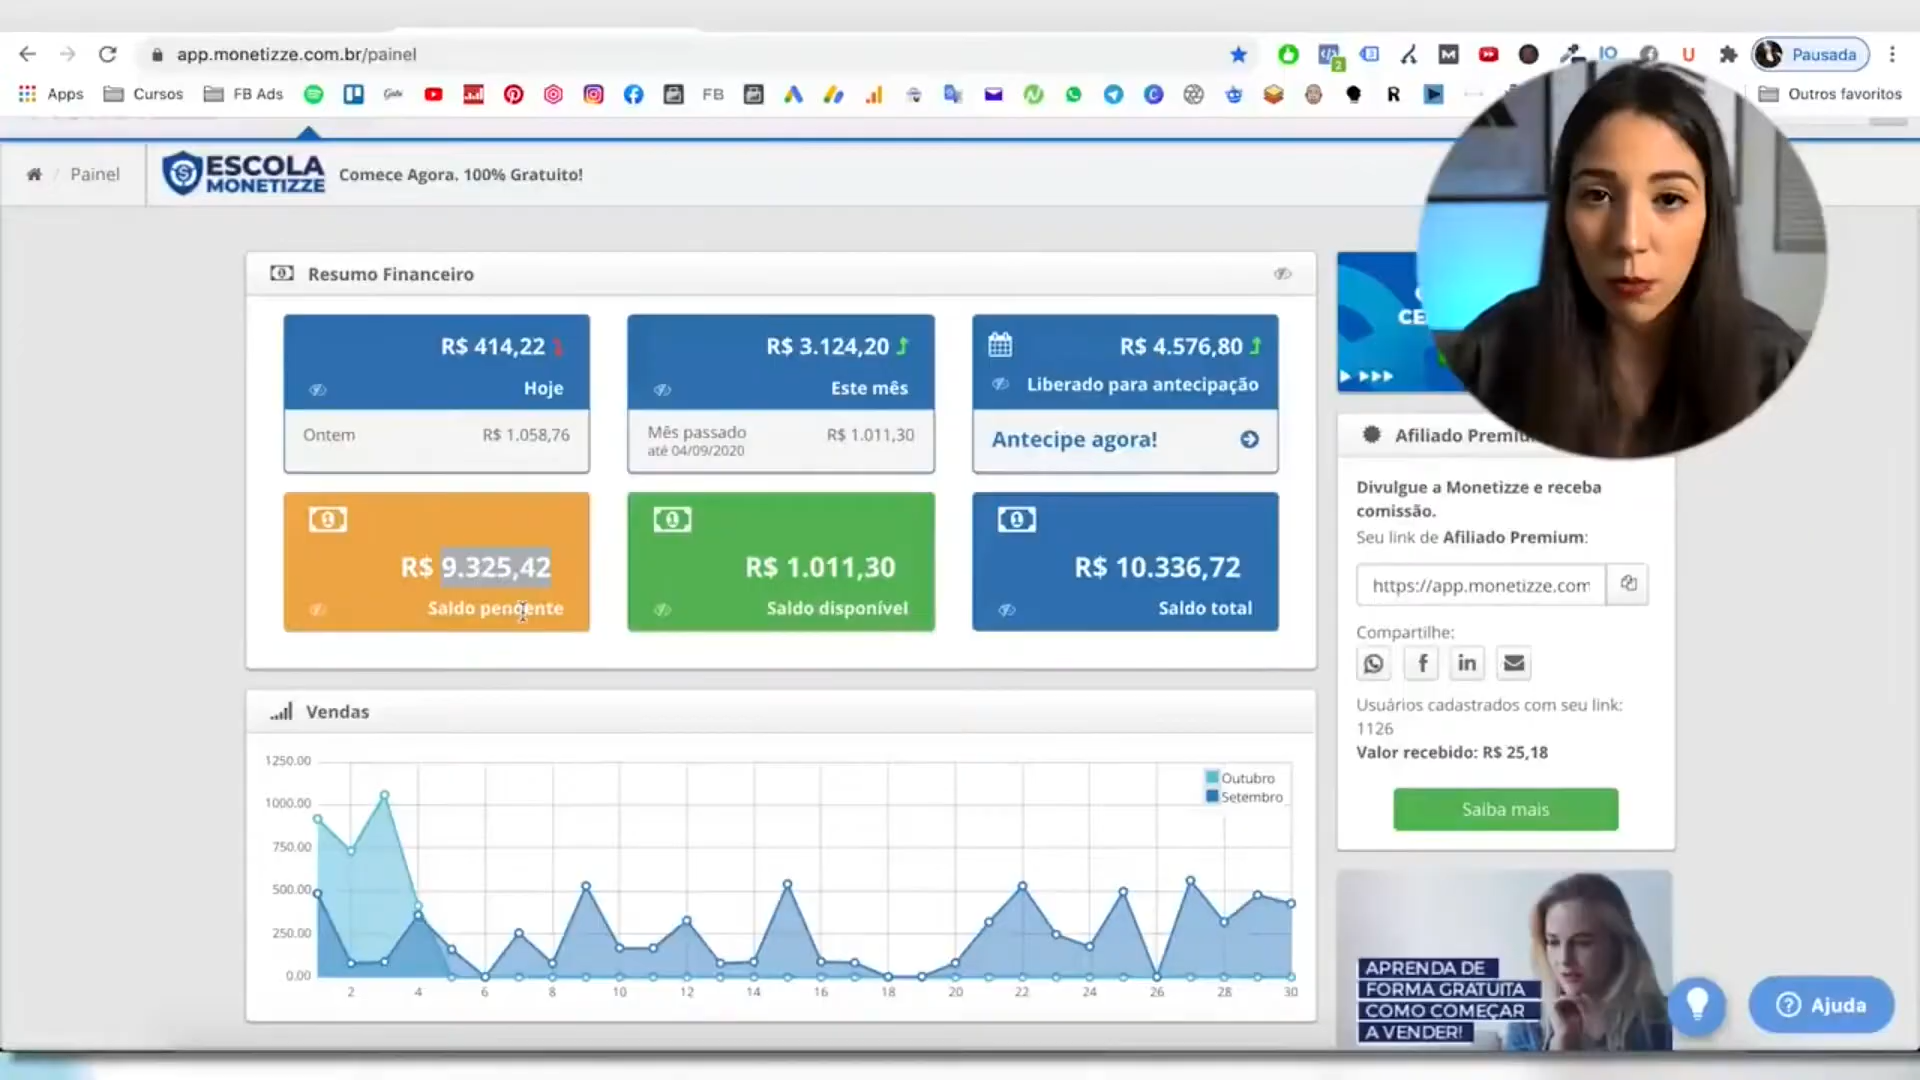 app.monetizze.com.br/painel
Pausada
Apps
Cursos
FB Ads
FB
Outros favoritos
Painel
ESCOLA
MONETIZZE
Comece Agora. 100% Gratuito!
Resumo Financeiro
R$ 414,22
Hoje
Ontem
R$ 1.058,76
R$ 3.124,20
Este mês
Mês passado
até 04/09/2020
R$ 1.011,30
R$ 4.576,80
Liberado para antecipação
Antecipe agora!
R$ 9.325,42
Saldo pendente
R$ 1.011,30
Saldo disponível
R$ 10.336,72
Saldo total
Vendas
1250.00
1000.00
750.00
500.00
250.00
0.00
2 4 6 8 10 12 14 16 18 20 22 24 26 28 30
Outubro
Setembro
CE
Afiliado Premiu
Divulgue a Monetizze e receba
comissão.
Seu link de Afiliado Premium:
https://app.monetizze.com
Compartilhe:
Usuários cadastrados com seu link:
1126
Valor recebido: R$ 25,18
Saiba mais
APRENDA DE
FORMA GRATUITA
COMO COMEÇAR
A VENDER!
Ajuda